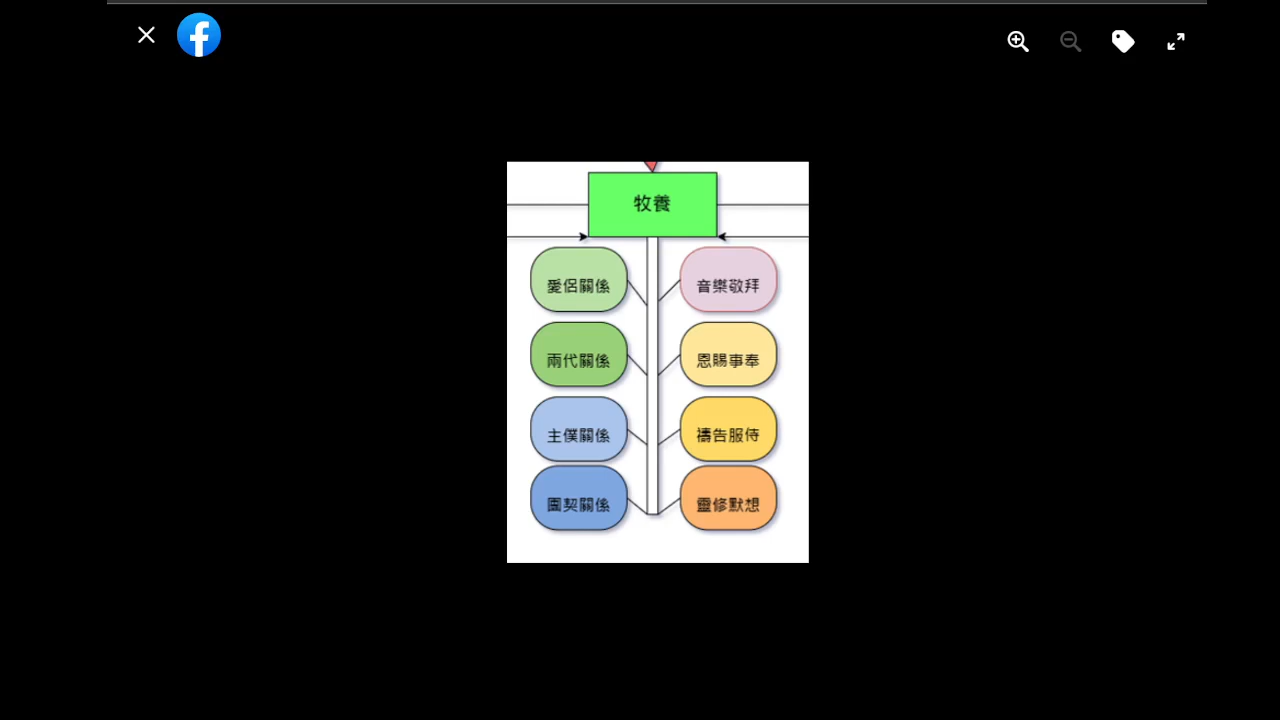 牧養
愛侶關係
音樂敬拜
兩代關係
恩賜事奉
主僕關係
禱告服侍
團契關係
靈修默想